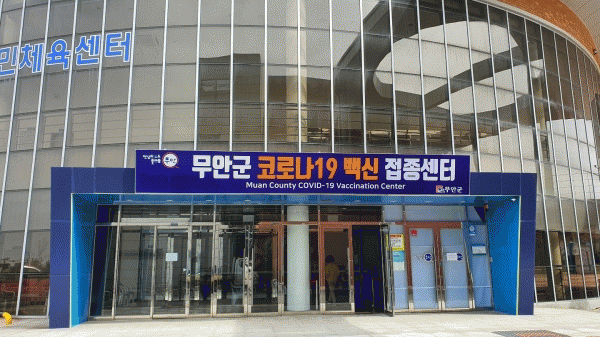 민체육센터
무안군 코로나19 백신 접종센터
Muan County COVID-19 Vaccination Center
무안군